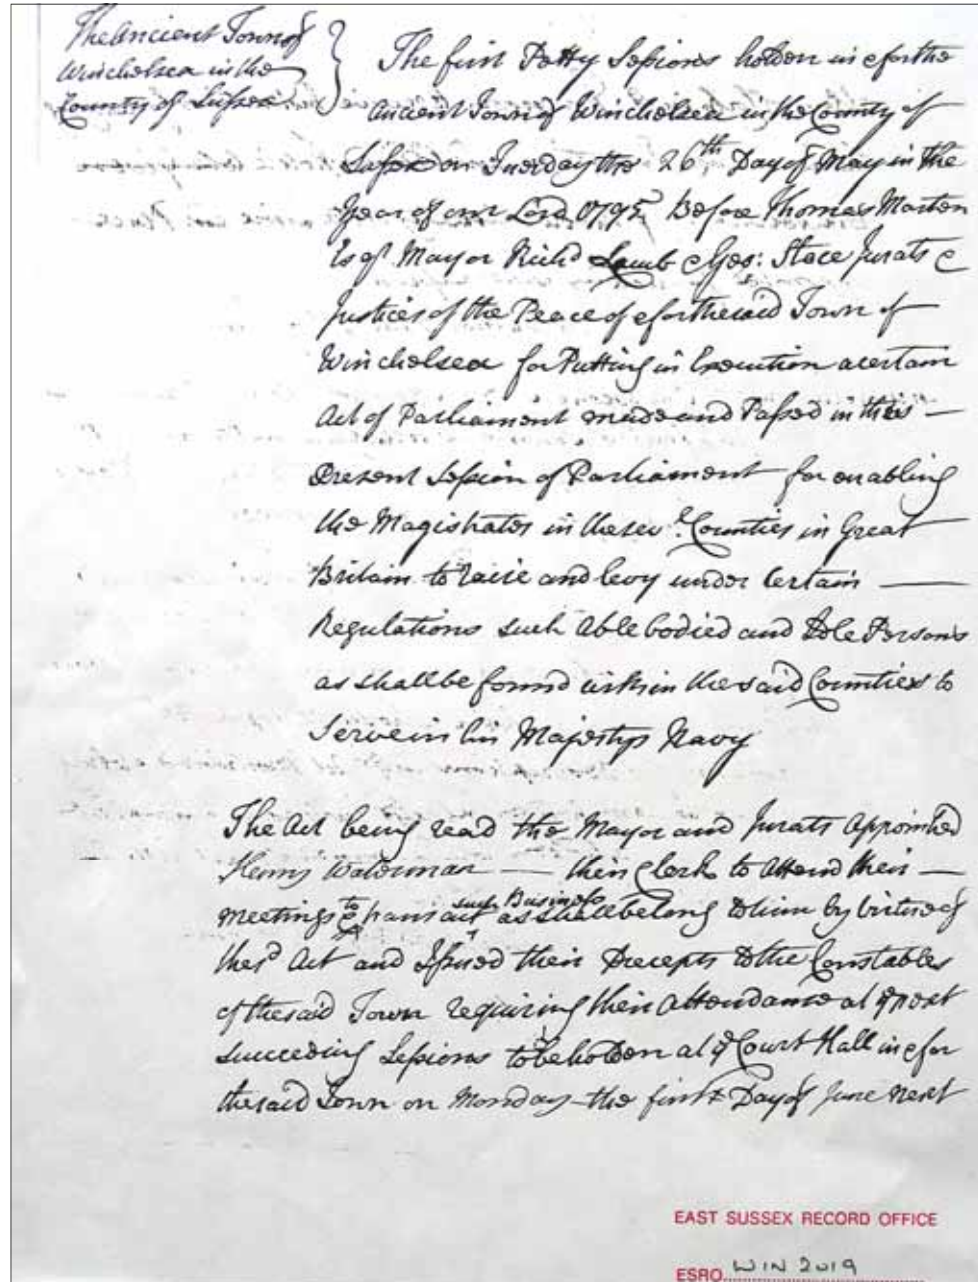 The Ancient Town of
Winchelsea in the
County of Sussex
The first Petty Sessions holden in & for the
Ancient Town of Winchelsea in the County of
Sussex on Tuesday the 26th Day of May in the
Year of our Lord 1795 Before Thomas Marten
Esqr Mayor Richd Lamb & Geo: Stace Jurats &
Justices of the Peace of & for the said Town of
Winchelsea for Putting in Execution a certain
Act of Parliament made and Passed in this —
Present Session of Parliament for enabling
the Magistrates in the sevl. Counties in Great
Britain to raise and levy under Certain —
Regulations such Able bodied and Idle Persons
as shall be found within the said Counties to
Serve in his Majestys Navy
The Act being read the Mayor and Jurats Appointed
Henry Waterman — their Clerk to Attend their —
Meetings & to transact such Business as shall belong to him by virtue of
the sd Act and Issued their Precepts to the Constables
of the said Town requiring their Attendance at ye next
succeeding Sessions to be holden at ye Court Hall in & for
the said Town on Monday the first Day of June next
EAST SUSSEX RECORD OFFICE
ESRO WIN 2019